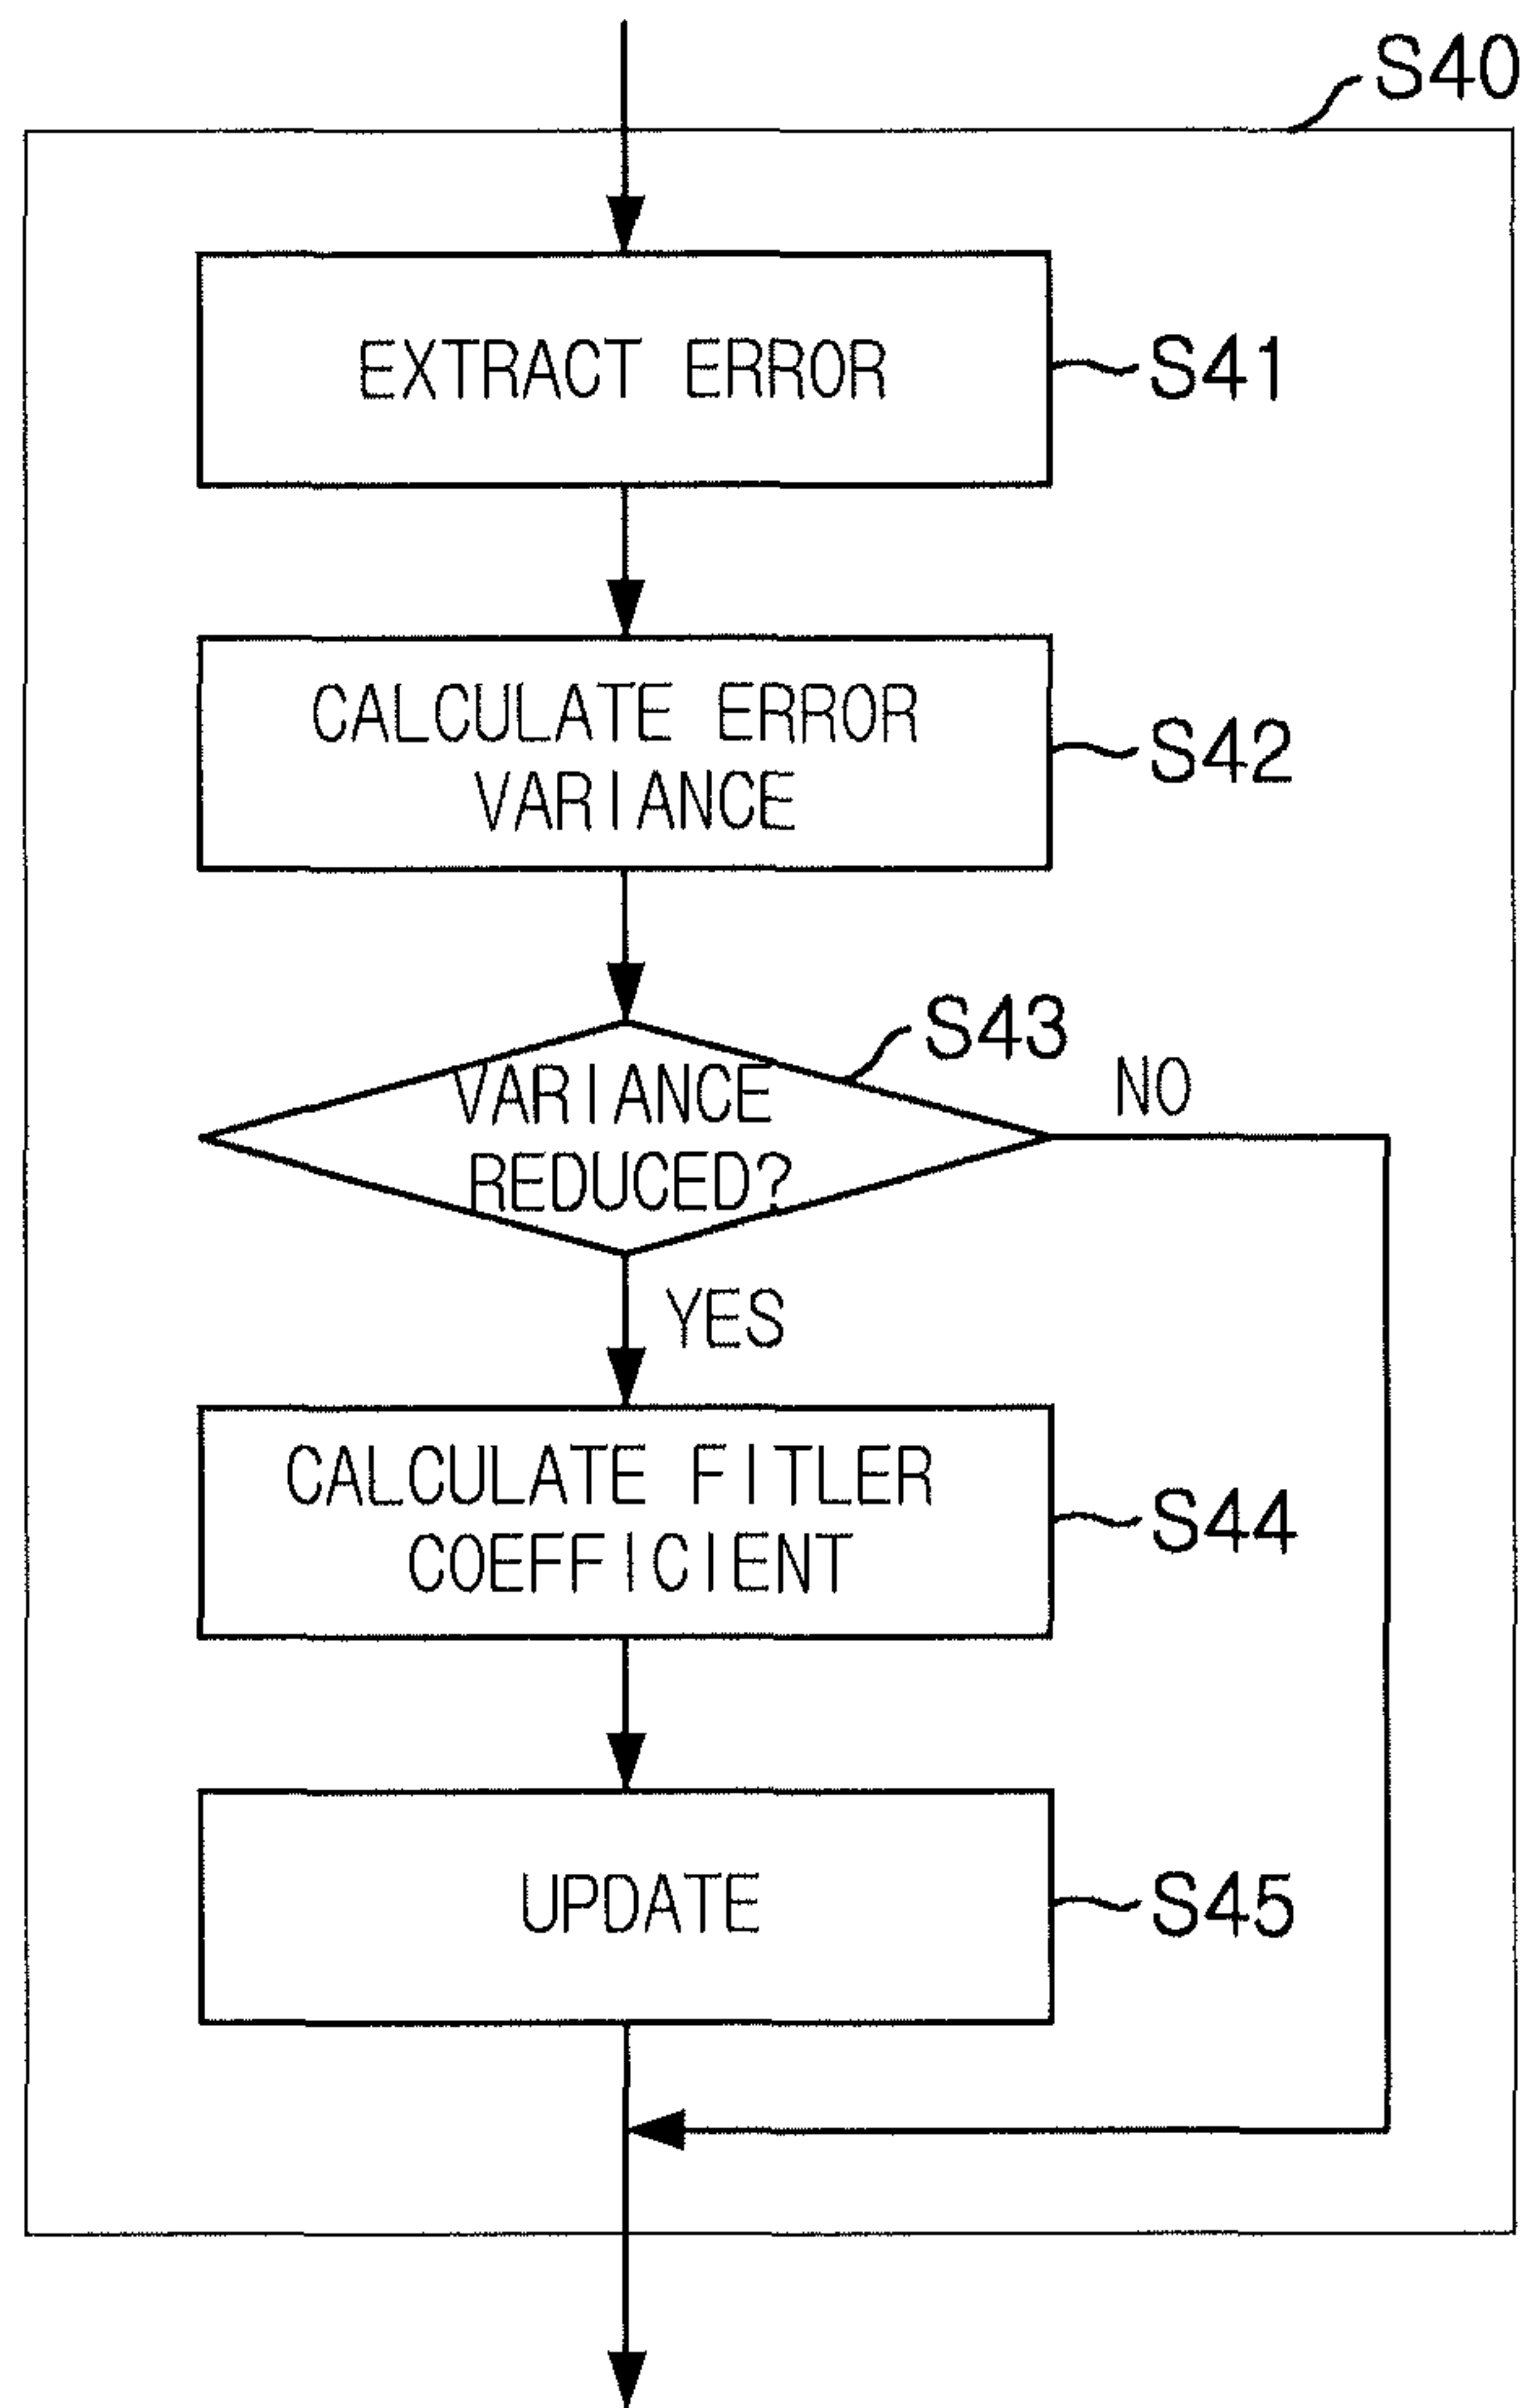 S40
EXTRACT ERROR
S41
CALCULATE ERROR
VARIANCE
S42
S43
VARIANCE
REDUCED?
NO
YES
CALCULATE FITLER
COEFFICIENT
S44
UPDATE
S45